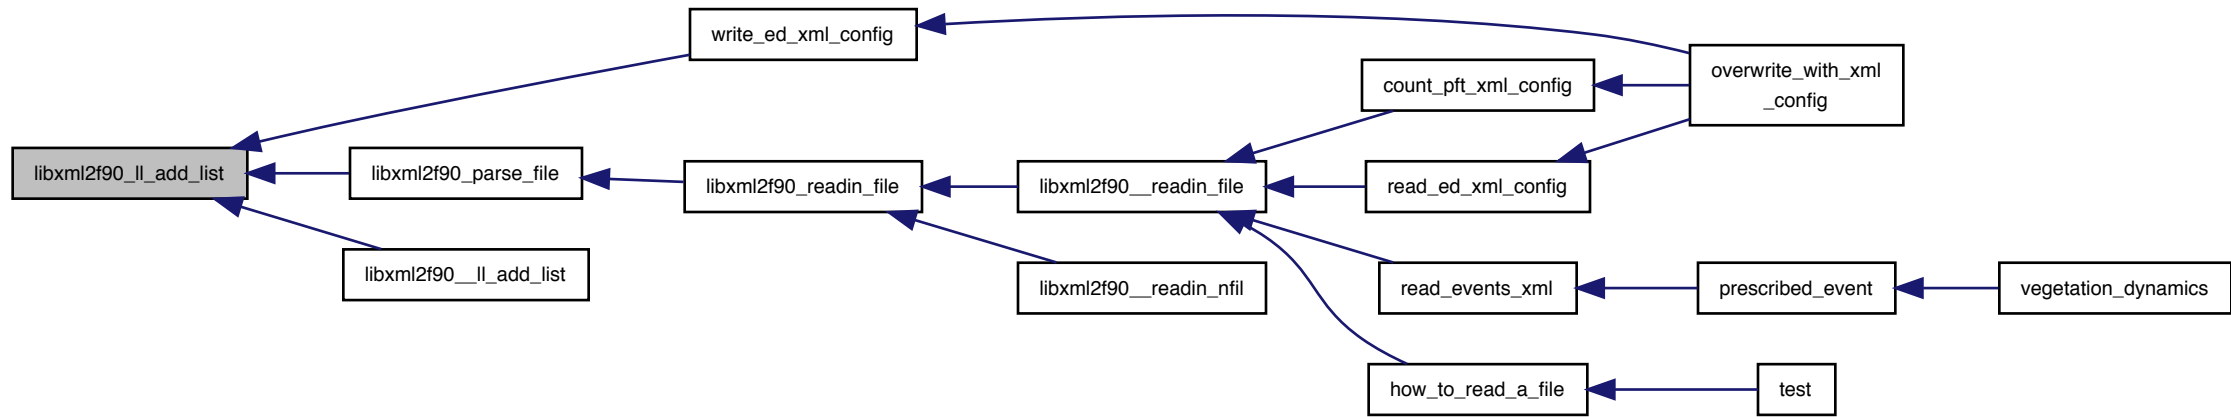 write_ed_xml_config
overwrite_with_xml
_config
count_pft_xml_config
libxml2f90_ll_add_list
libxml2f90_parse_file
libxml2f90_readin_file
libxml2f90__readin_file
read_ed_xml_config
libxml2f90__ll_add_list
libxml2f90__readin_nfil
read_events_xml
prescribed_event
vegetation_dynamics
how_to_read_a_file
test